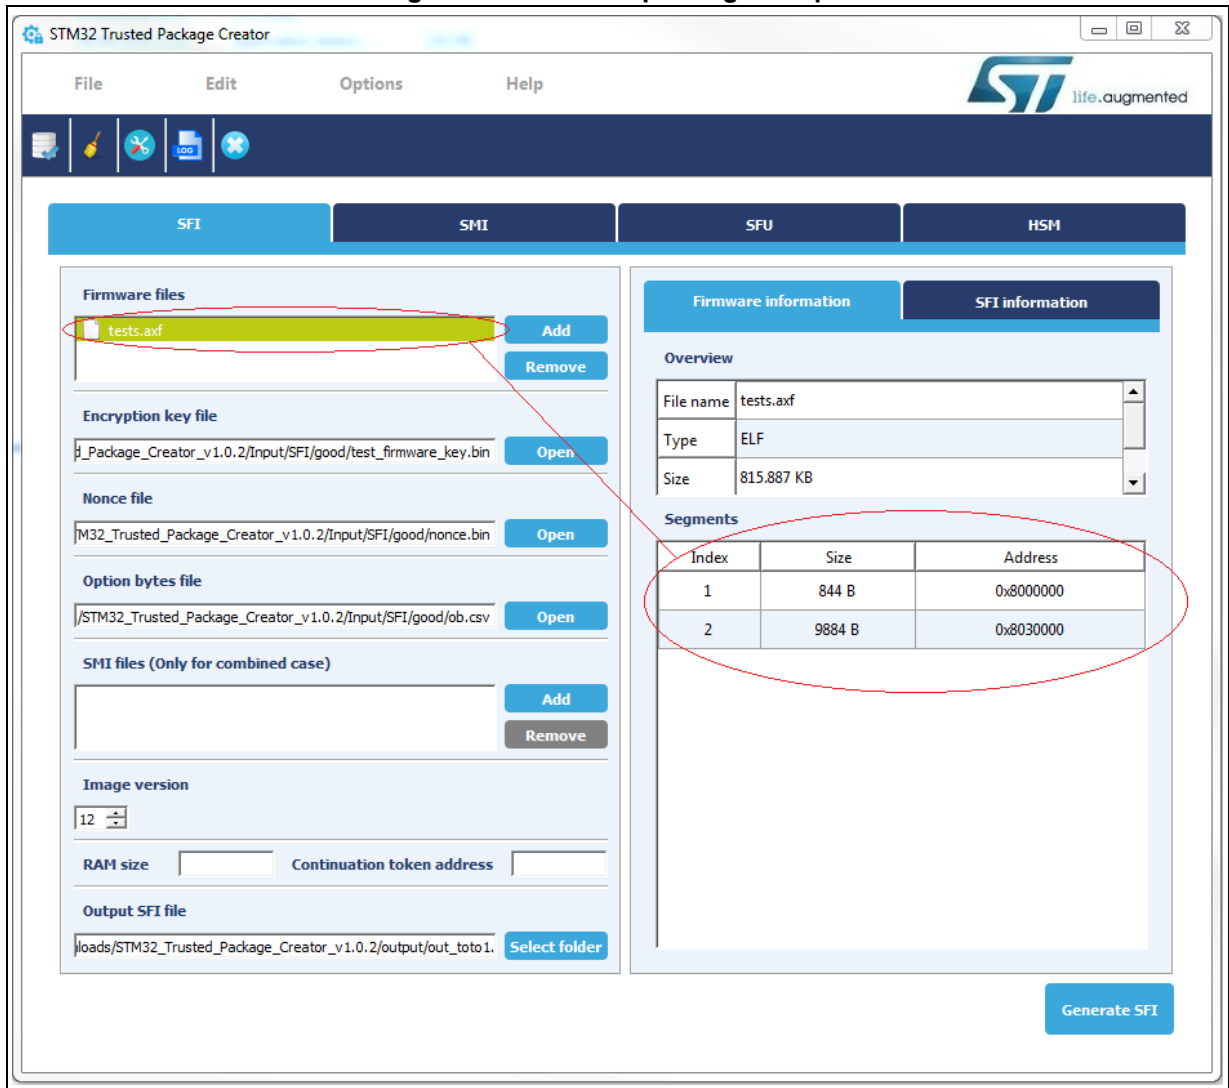 STM32 Trusted Package Creator
File Edit Options Help
life.augmented
LOG
SFI SMI SFU HSM
Firmware files
tests.axf
Add
Remove
Encryption key file
d_Package_Creator_v1.0.2/Input/SFI/good/test_firmware_key.bin Open
Nonce file
TM32_Trusted_Package_Creator_v1.0.2/Input/SFI/good/nonce.bin Open
Option bytes file
/STM32_Trusted_Package_Creator_v1.0.2/Input/SFI/good/ob.csv Open
SMI files (Only for combined case)
Add
Remove
Image version
12
RAM size Continuation token address
Output SFI file
loads/STM32_Trusted_Package_Creator_v1.0.2/output/out_toto1. Select folder
Firmware information SFI information
Overview
File name tests.axf
Type ELF
Size 815.887 KB
Segments
Index Size Address
1 844 B 0x8000000
2 9884 B 0x8030000
Generate SFI